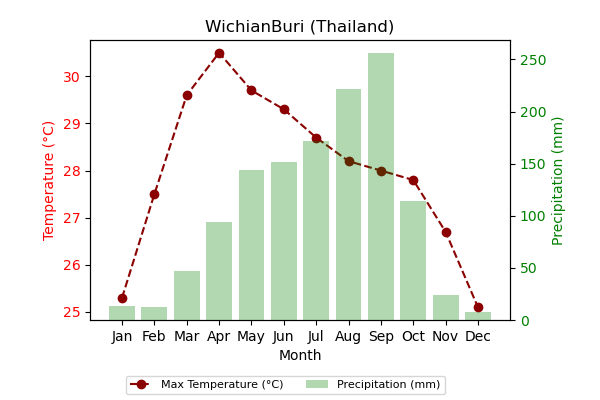 WichianBuri (Thailand)
30
29
28
27
26
25
Temperature (°C)
250
200
150
100
50
0
Precipitation (mm)
Jan Feb Mar Apr May Jun Jul Aug Sep Oct Nov Dec
Month
Max Temperature (°C) Precipitation (mm)